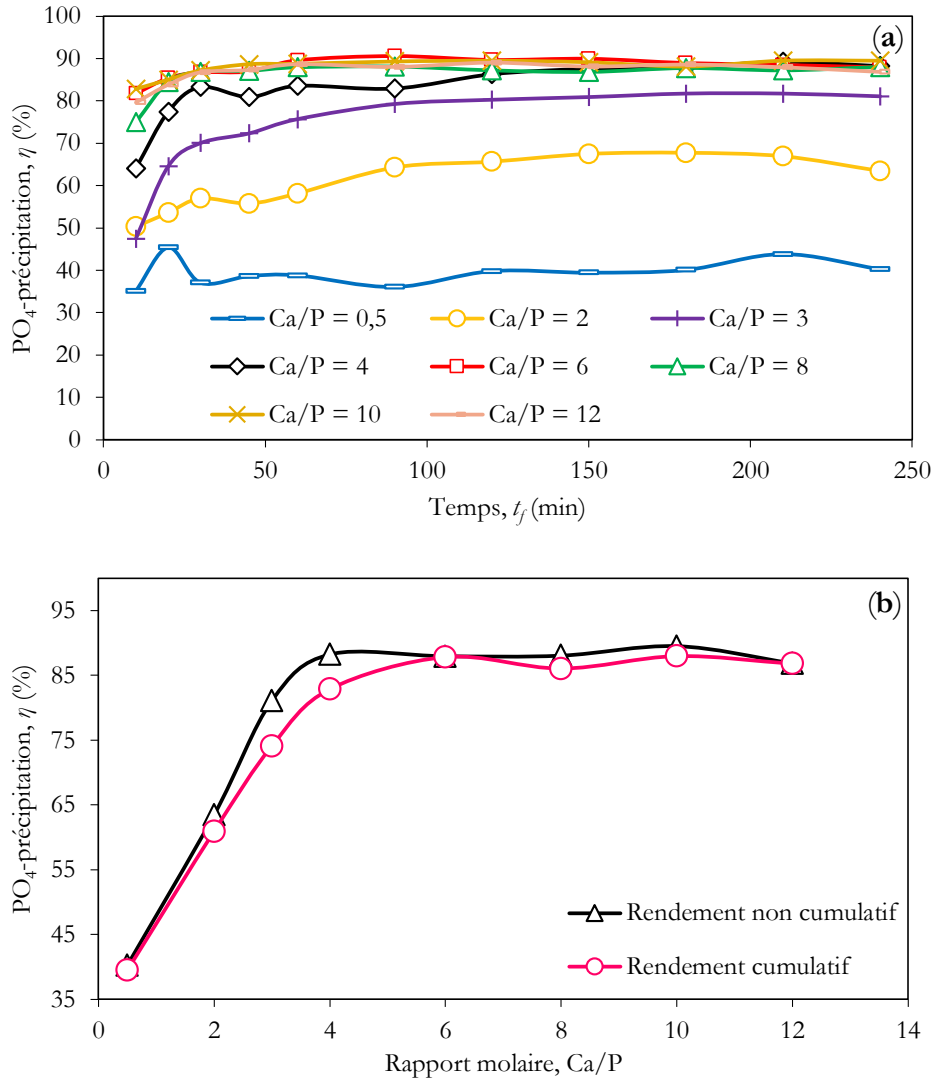 (a)
PO₄-précipitation, η (%)
100
90
80
70
60
50
40
30
20
10
0
Ca/P = 0,5 Ca/P = 2 Ca/P = 3
Ca/P = 4 Ca/P = 6 Ca/P = 8
Ca/P = 10 Ca/P = 12
0 50 100 150 200 250
Temps, t_f (min)
(b)
PO₄-précipitation, η (%)
95
85
75
65
55
45
35
Rendement non cumulatif
Rendement cumulatif
0 2 4 6 8 10 12 14
Rapport molaire, Ca/P